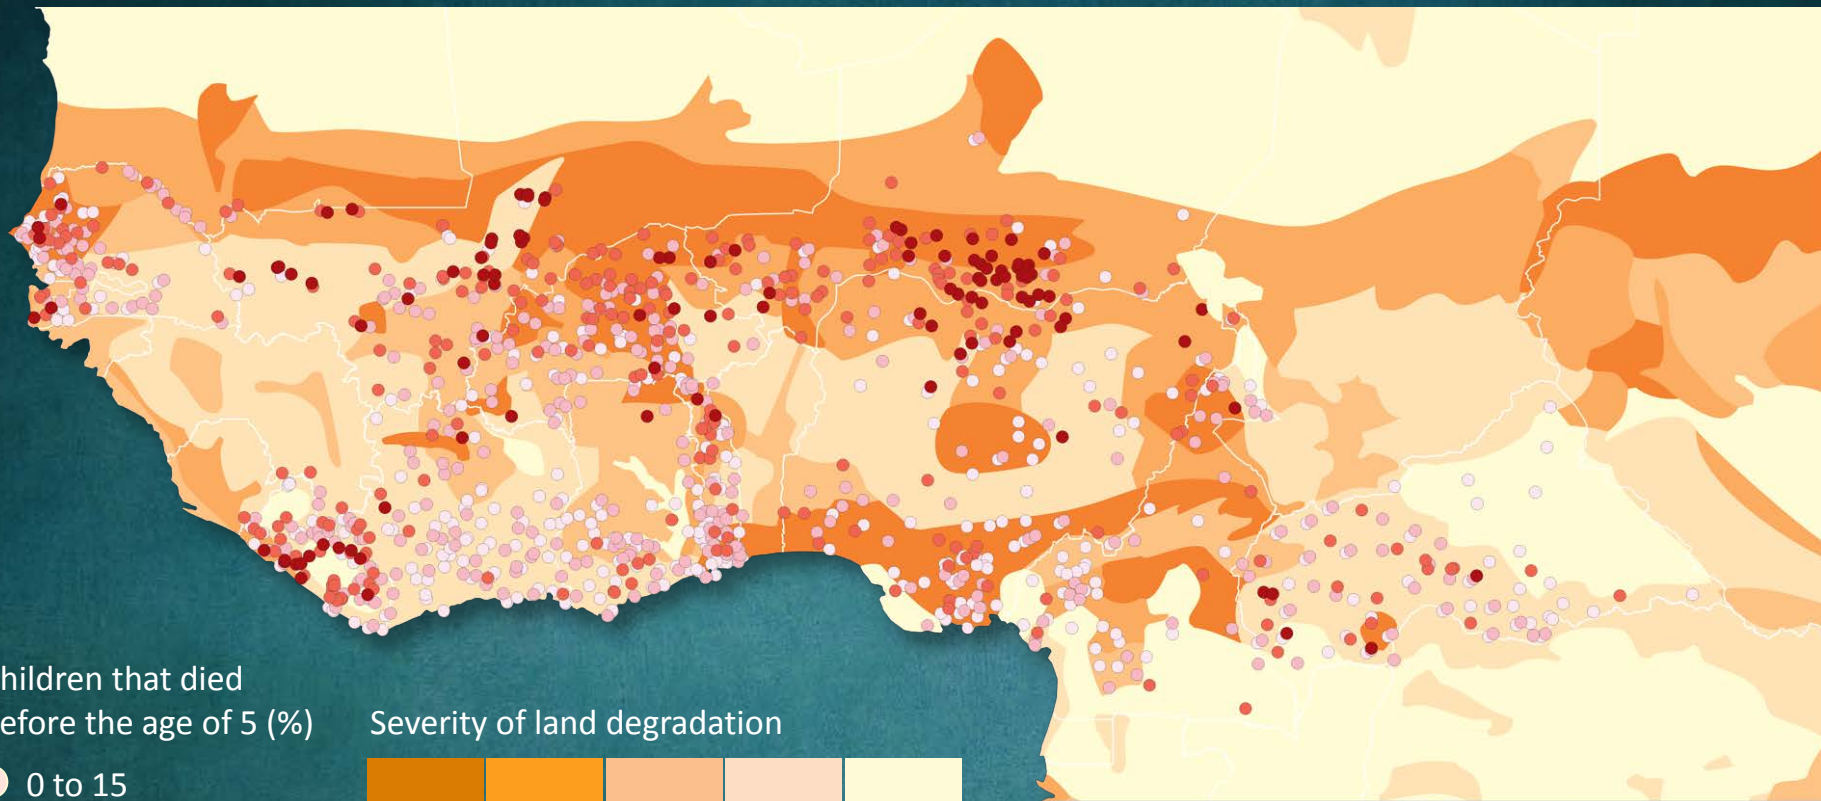 hildren that died
efore the age of 5 (%)
Severity of land degradation
0 to 15